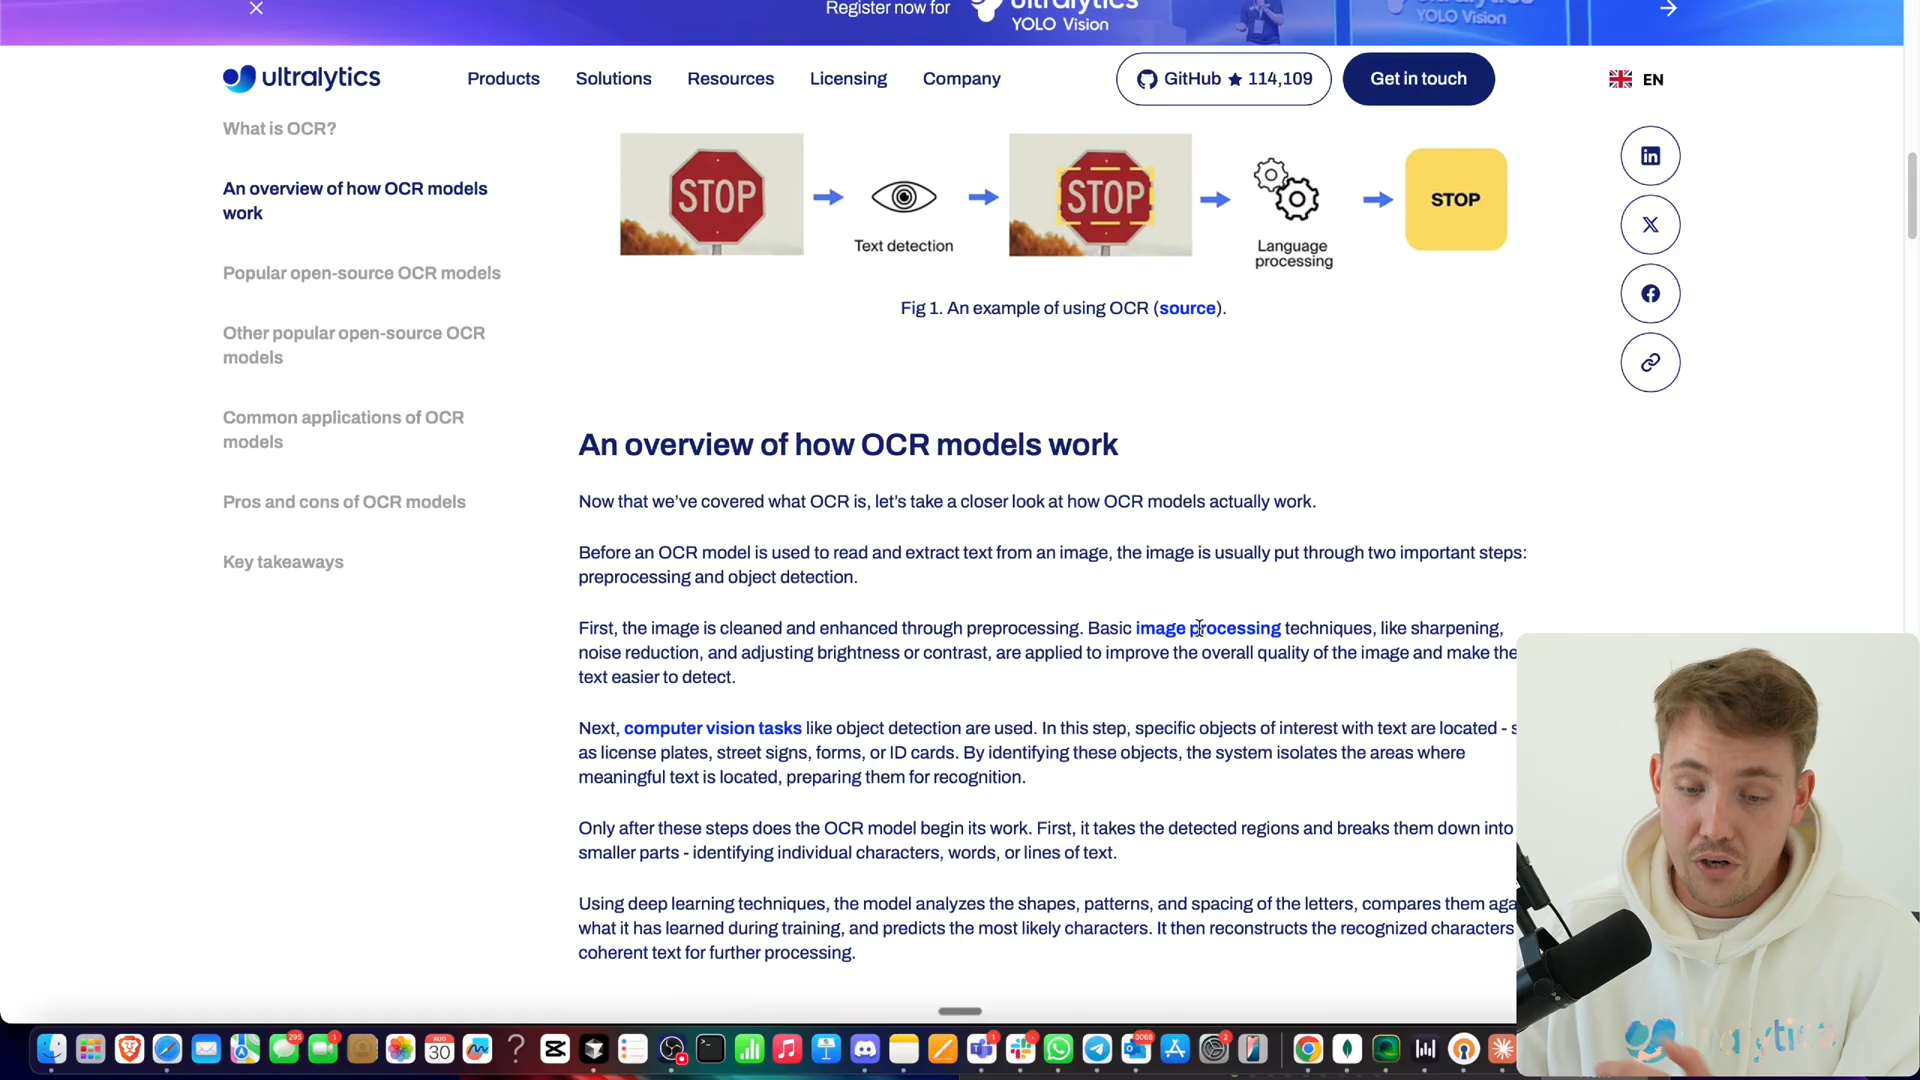 Register now for
ultralytics
YOLO Vision
YOLO Vision
ultralytics
Products
Solutions
Resources
Licensing
Company
GitHub ★ 114,109
Get in touch
EN
What is OCR?
An overview of how OCR models
work
Popular open-source OCR models
Other popular open-source OCR
models
Common applications of OCR
models
Pros and cons of OCR models
Key takeaways
STOP
Text detection
STOP
Language
processing
STOP
Fig 1. An example of using OCR (source).
An overview of how OCR models work
Now that we’ve covered what OCR is, let’s take a closer look at how OCR models actually work.
Before an OCR model is used to read and extract text from an image, the image is usually put through two important steps:
preprocessing and object detection.
First, the image is cleaned and enhanced through preprocessing. Basic image processing techniques, like sharpening,
noise reduction, and adjusting brightness or contrast, are applied to improve the overall quality of the image and make the
text easier to detect.
Next, computer vision tasks like object detection are used. In this step, specific objects of interest with text are located - s
as license plates, street signs, forms, or ID cards. By identifying these objects, the system isolates the areas where
meaningful text is located, preparing them for recognition.
Only after these steps does the OCR model begin its work. First, it takes the detected regions and breaks them down into
smaller parts - identifying individual characters, words, or lines of text.
Using deep learning techniques, the model analyzes the shapes, patterns, and spacing of the letters, compares them aga
what it has learned during training, and predicts the most likely characters. It then reconstructs the recognized characters
coherent text for further processing.
295
1
AUG
30
1
3068
2